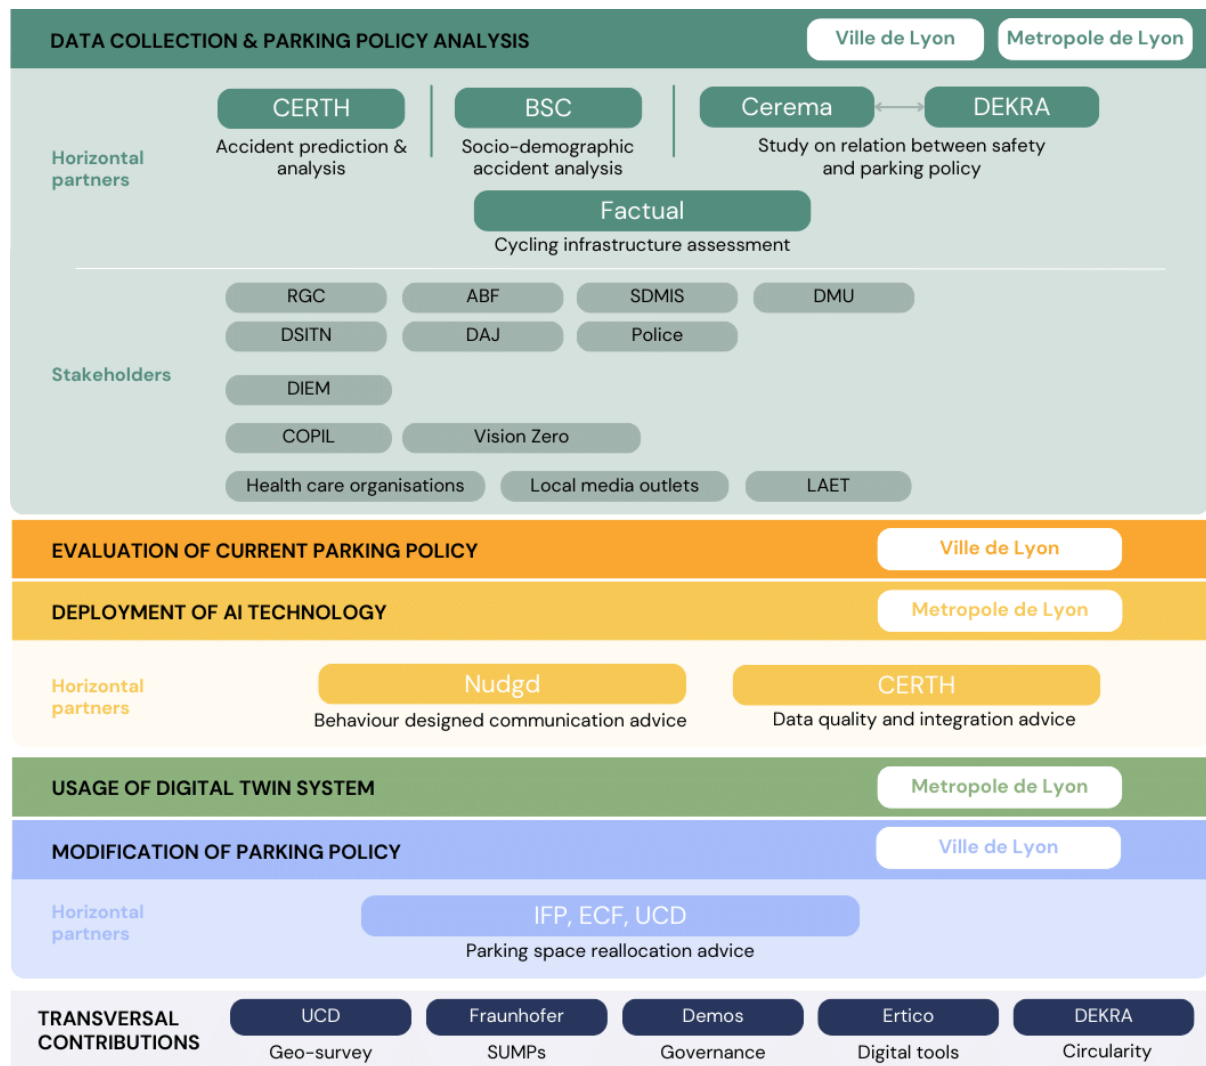 DATA COLLECTION & PARKING POLICY ANALYSIS
Ville de Lyon
Metropole de Lyon
Horizontal
partners
CERTH
Accident prediction &
analysis
BSC
Socio-demographic
accident analysis
Cerema
DEKRA
Study on relation between safety
and parking policy
Factual
Cycling infrastructure assessment
Stakeholders
RGC
ABF
SDMIS
DMU
DSITN
DAJ
Police
DIEM
COPIL
Vision Zero
Health care organisations
Local media outlets
LAET
EVALUATION OF CURRENT PARKING POLICY
Ville de Lyon
DEPLOYMENT OF AI TECHNOLOGY
Metropole de Lyon
Horizontal
partners
Nudgd
Behaviour designed communication advice
CERTH
Data quality and integration advice
USAGE OF DIGITAL TWIN SYSTEM
Metropole de Lyon
MODIFICATION OF PARKING POLICY
Ville de Lyon
Horizontal
partners
IFP, ECF, UCD
Parking space reallocation advice
TRANSVERSAL
CONTRIBUTIONS
UCD
Geo-survey
Fraunhofer
SUMPs
Demos
Governance
Ertico
Digital tools
DEKRA
Circularity